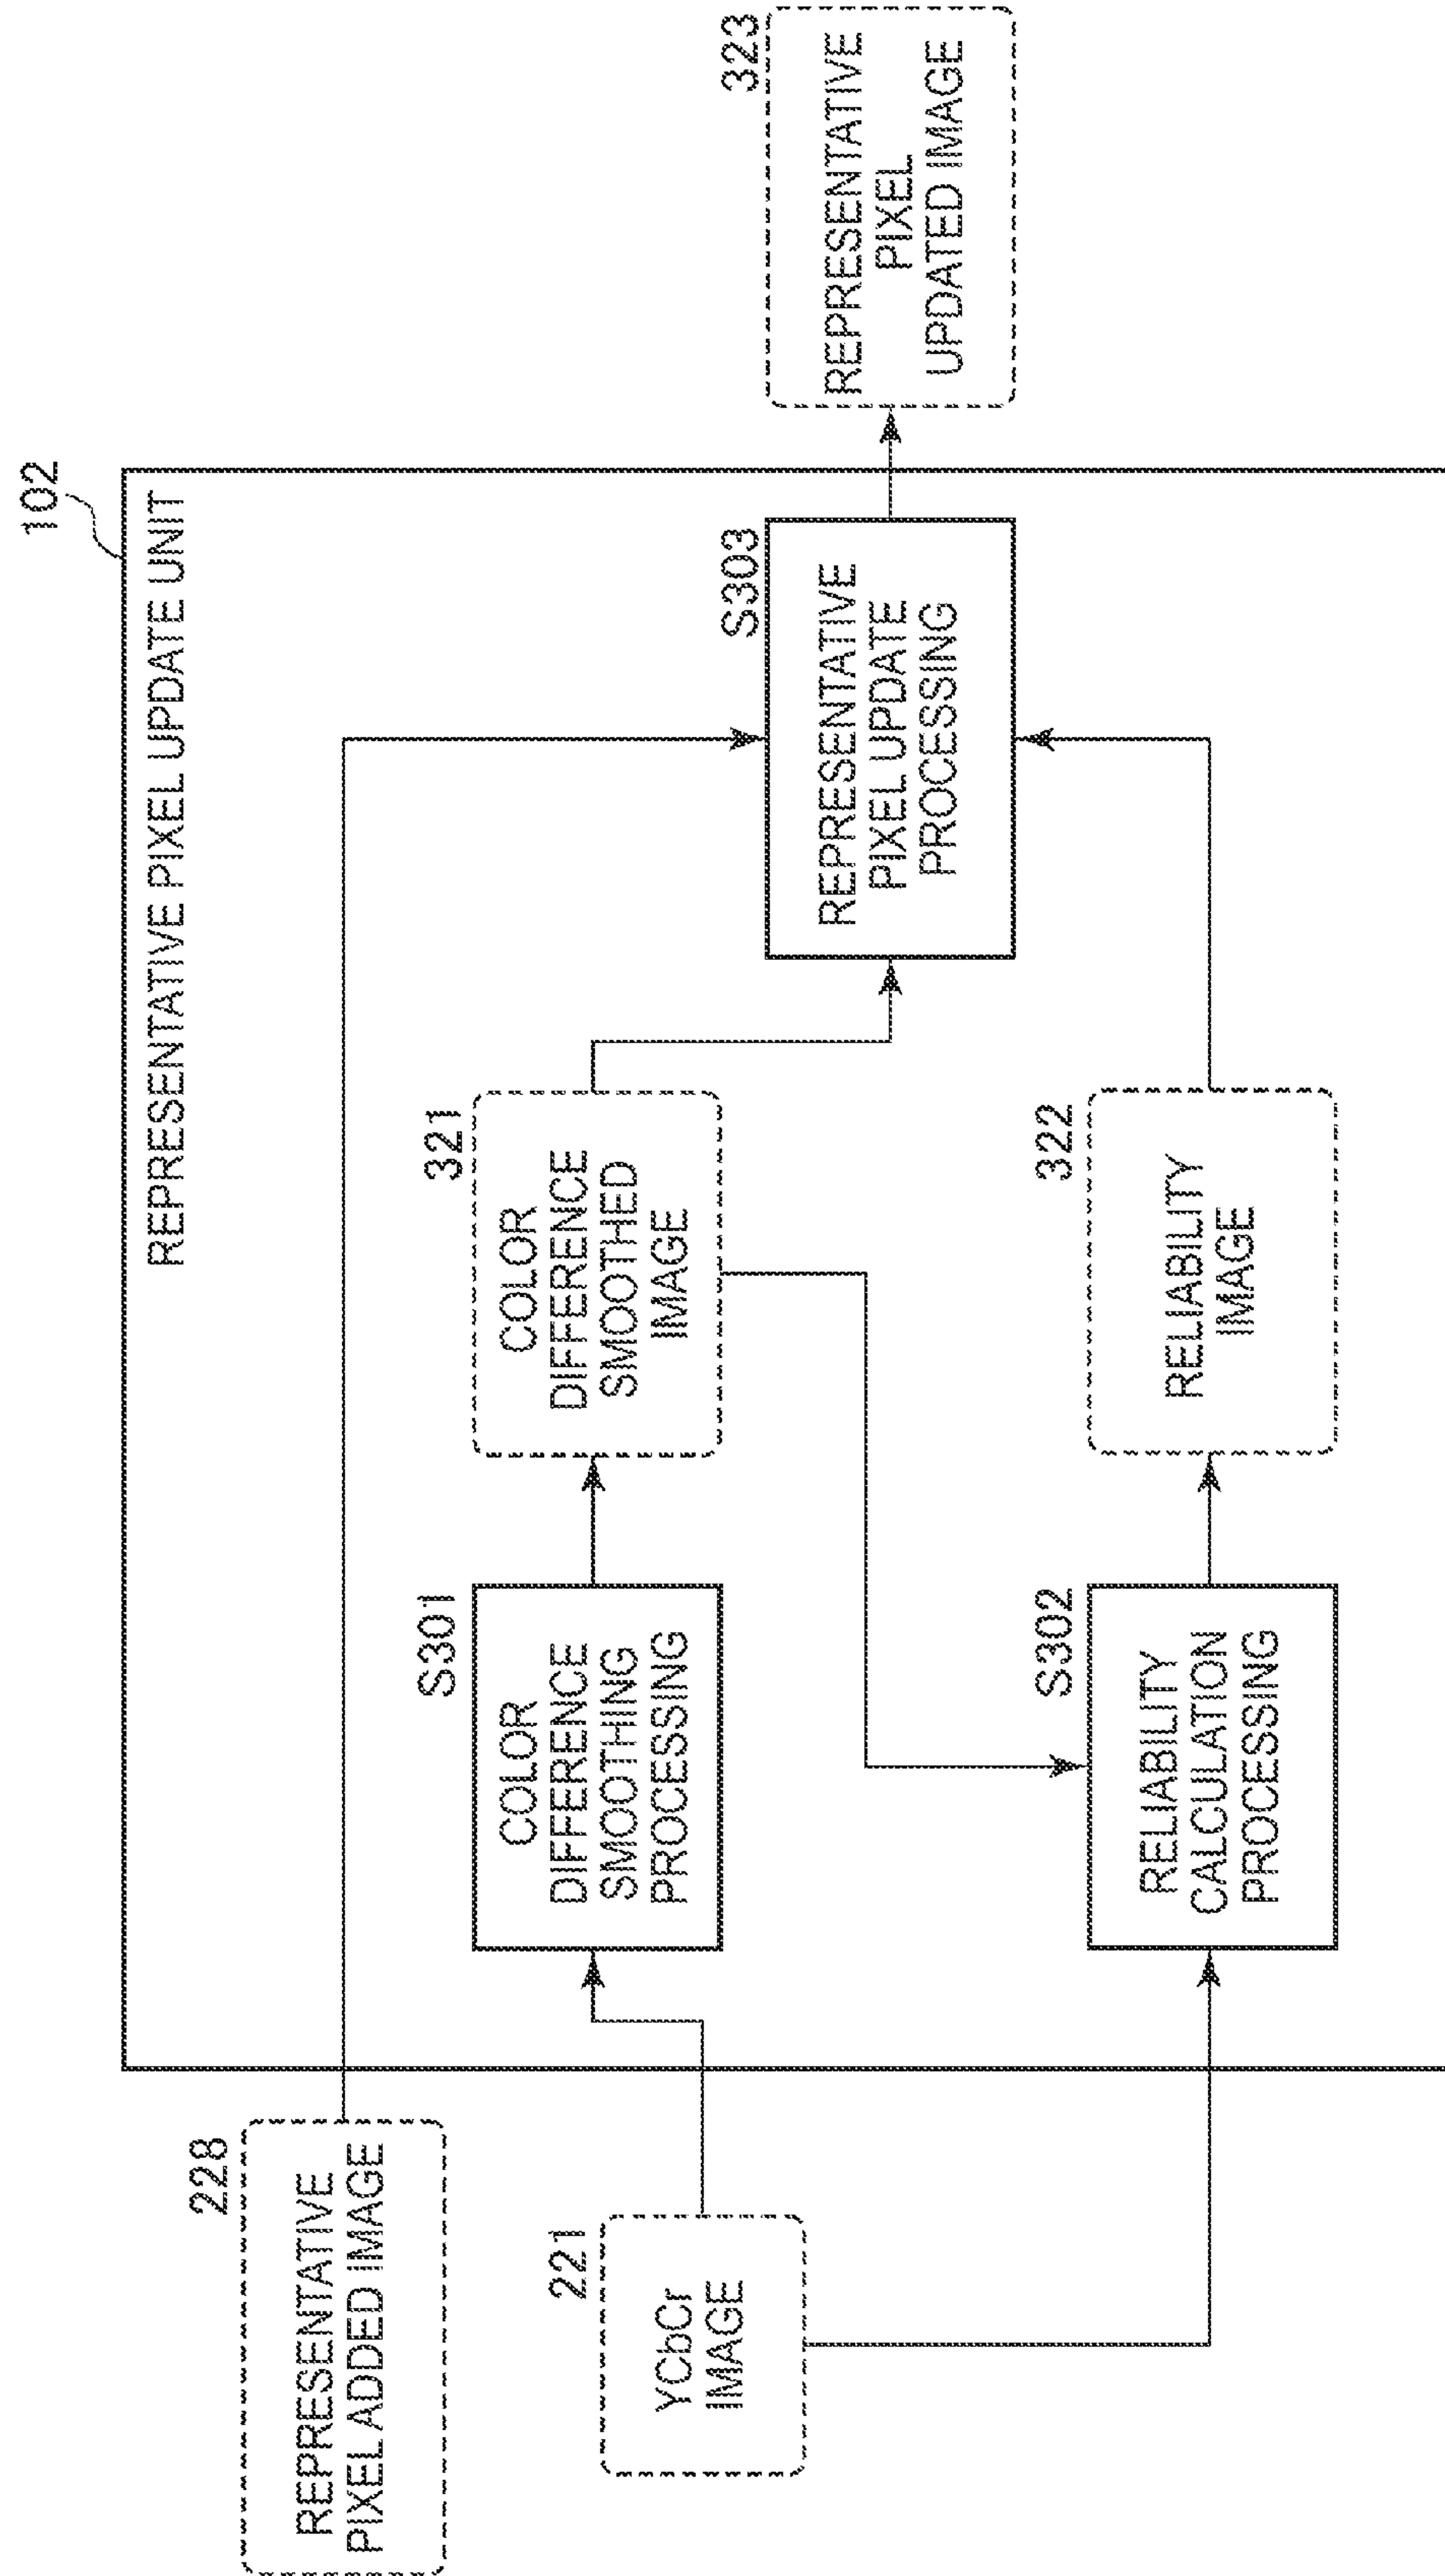 102
REPRESENTATIVE PIXEL UPDATE UNIT
228
REPRESENTATIVE
PIXEL ADDED IMAGE
221
YCbCr
IMAGE
S301
COLOR
DIFFERENCE
SMOOTHING
PROCESSING
321
COLOR
DIFFERENCE
SMOOTHED
IMAGE
S302
RELIABILITY
CALCULATION
PROCESSING
322
RELIABILITY
IMAGE
S303
REPRESENTATIVE
PIXEL UPDATE
PROCESSING
323
REPRESENTATIVE
PIXEL
UPDATED IMAGE